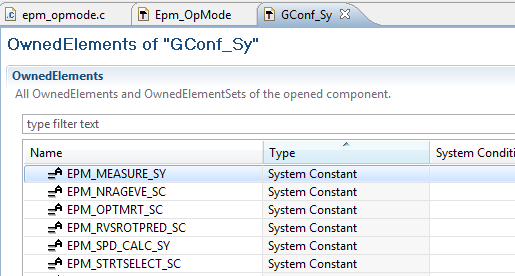 epm_opmode.c Epm_OpMode GConf_Sy
OwnedElements of "GConf_Sy"
OwnedElements
All OwnedElements and OwnedElementSets of the opened component.
type filter text
Name Type System Conditi
EPM_MEASURE_SY System Constant
EPM_NRAGEVE_SC System Constant
EPM_OPTMRT_SC System Constant
EPM_RVSROTPRED_SC System Constant
EPM_SPD_CALC_SY System Constant
EPM_STRTSELECT_SC System Constant